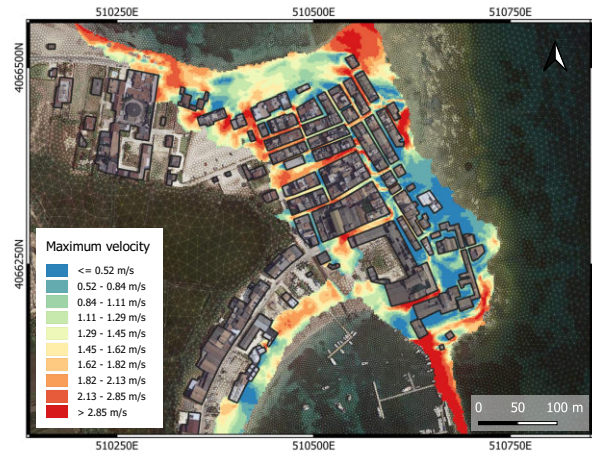 510250E 510500E 510750E
4066500N
4066250N
Maximum velocity
<= 0.52 m/s
0.52 - 0.84 m/s
0.84 - 1.11 m/s
1.11 - 1.29 m/s
1.29 - 1.45 m/s
1.45 - 1.62 m/s
1.62 - 1.82 m/s
1.82 - 2.13 m/s
2.13 - 2.85 m/s
> 2.85 m/s
0 50 100 m
510250E 510500E 510750E